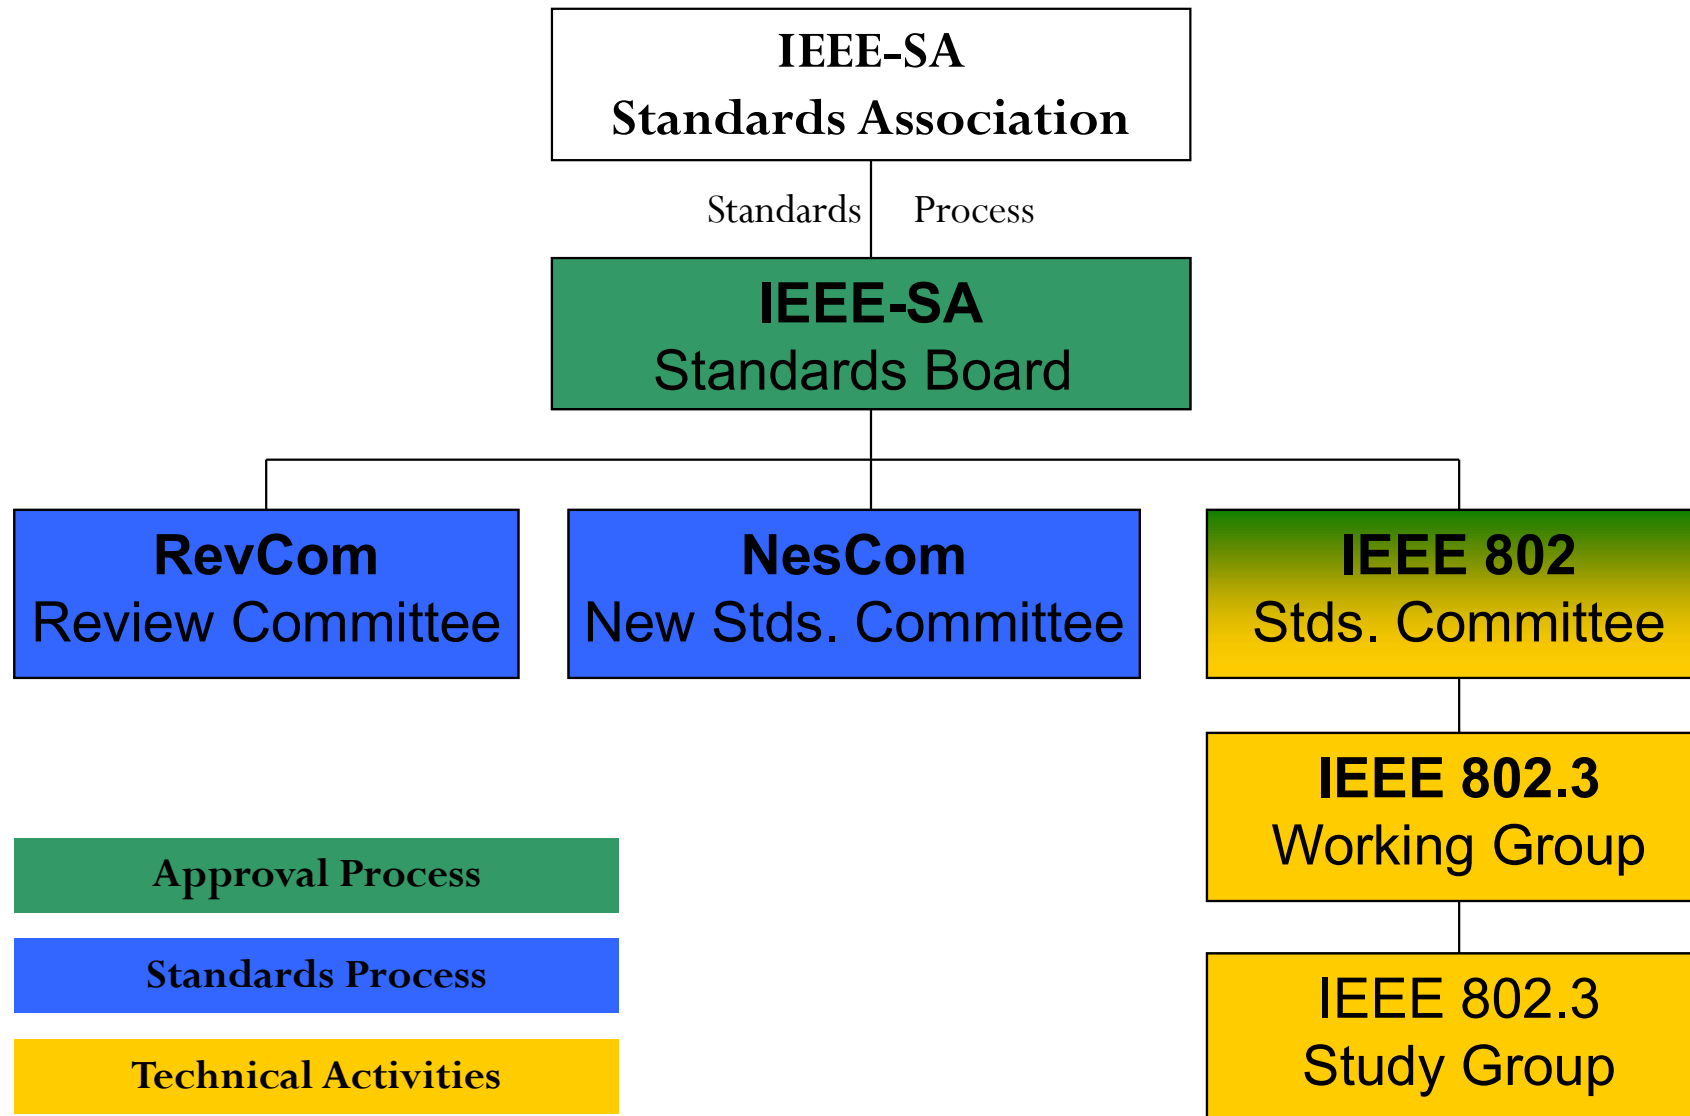 IEEE-SA
Standards Association
Standards Process
IEEE-SA
Standards Board
RevCom
Review Committee
NesCom
New Stds. Committee
IEEE 802
Stds. Committee
IEEE 802.3
Working Group
IEEE 802.3
Study Group
Approval Process
Standards Process
Technical Activities